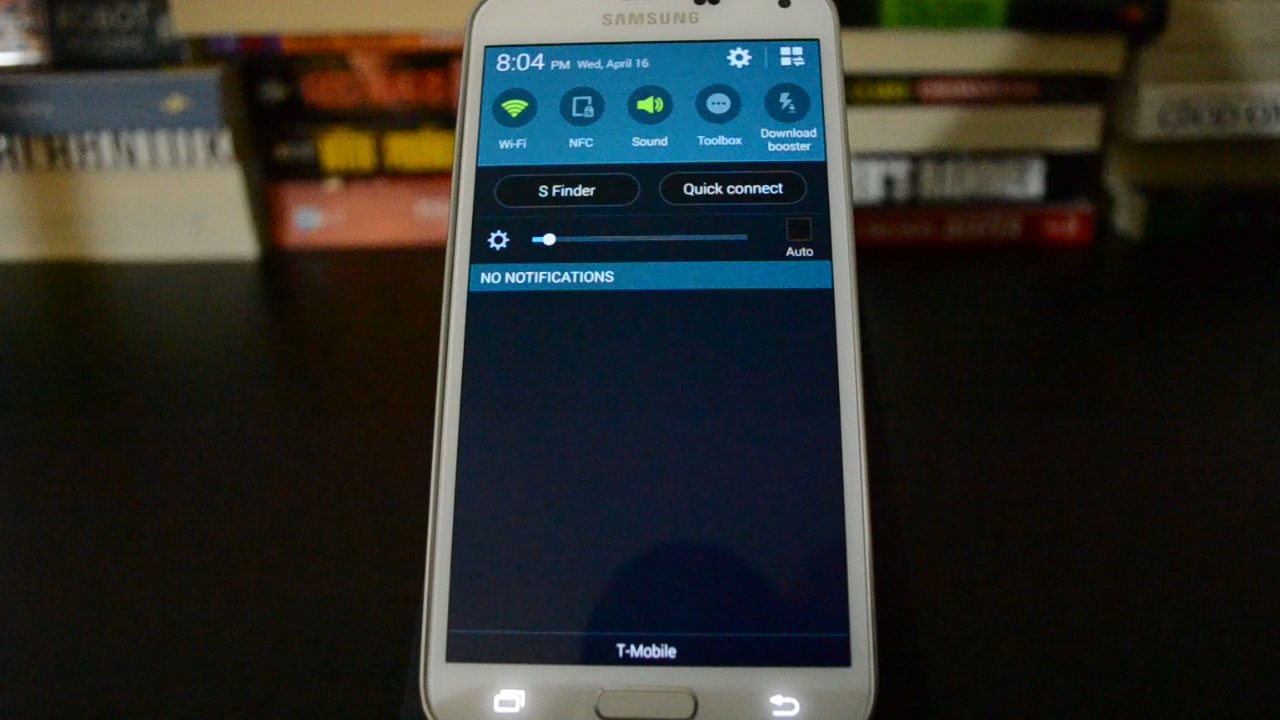 SAMSUNG
8:04 PM Wed, April 16
Wi-Fi
NFC
Sound
Toolbox
Download
booster
S Finder
Quick connect
Auto
NO NOTIFICATIONS
T-Mobile
ROBOT